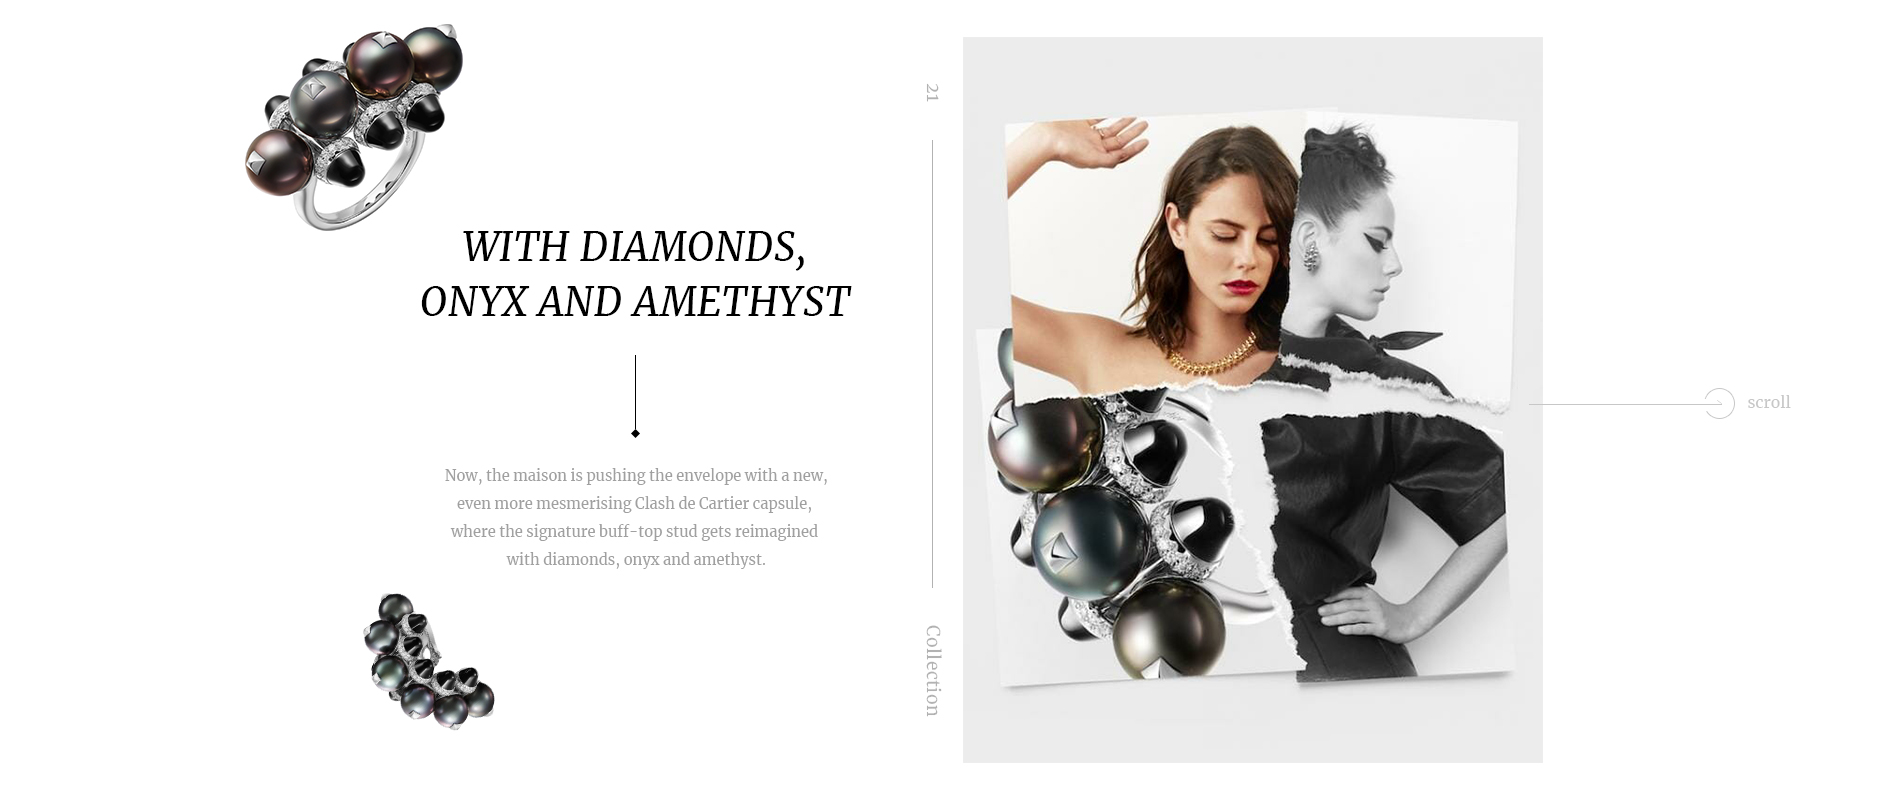 WITH DIAMONDS,
ONYX AND AMETHYST
Now, the maison is pushing the envelope with a new,
even more mesmerising Clash de Cartier capsule,
where the signature buff-top stud gets reimagined
with diamonds, onyx and amethyst.
21
Collection
scroll